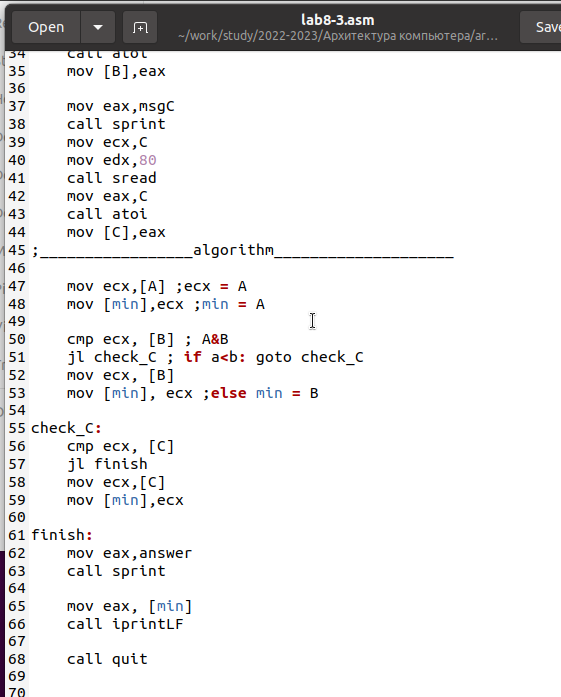 Open
lab8-3.asm
~/work/study/2022-2023/Архитектура компьютера/ar…
Save
34 call atoi
35 mov [B],eax
36
37 mov eax,msgC
38 call sprint
39 mov ecx,C
40 mov edx,80
41 call sread
42 mov eax,C
43 call atoi
44 mov [C],eax
45 ;_________________algorithm____________________
46
47 mov ecx,[A] ;ecx = A
48 mov [min],ecx ;min = A
49
50 cmp ecx, [B] ; A&B
51 jl check_C ; if a<b: goto check_C
52 mov ecx, [B]
53 mov [min], ecx ;else min = B
54
55 check_C:
56 cmp ecx, [C]
57 jl finish
58 mov ecx,[C]
59 mov [min],ecx
60
61 finish:
62 mov eax,answer
63 call sprint
64
65 mov eax, [min]
66 call iprintLF
67
68 call quit
69
70